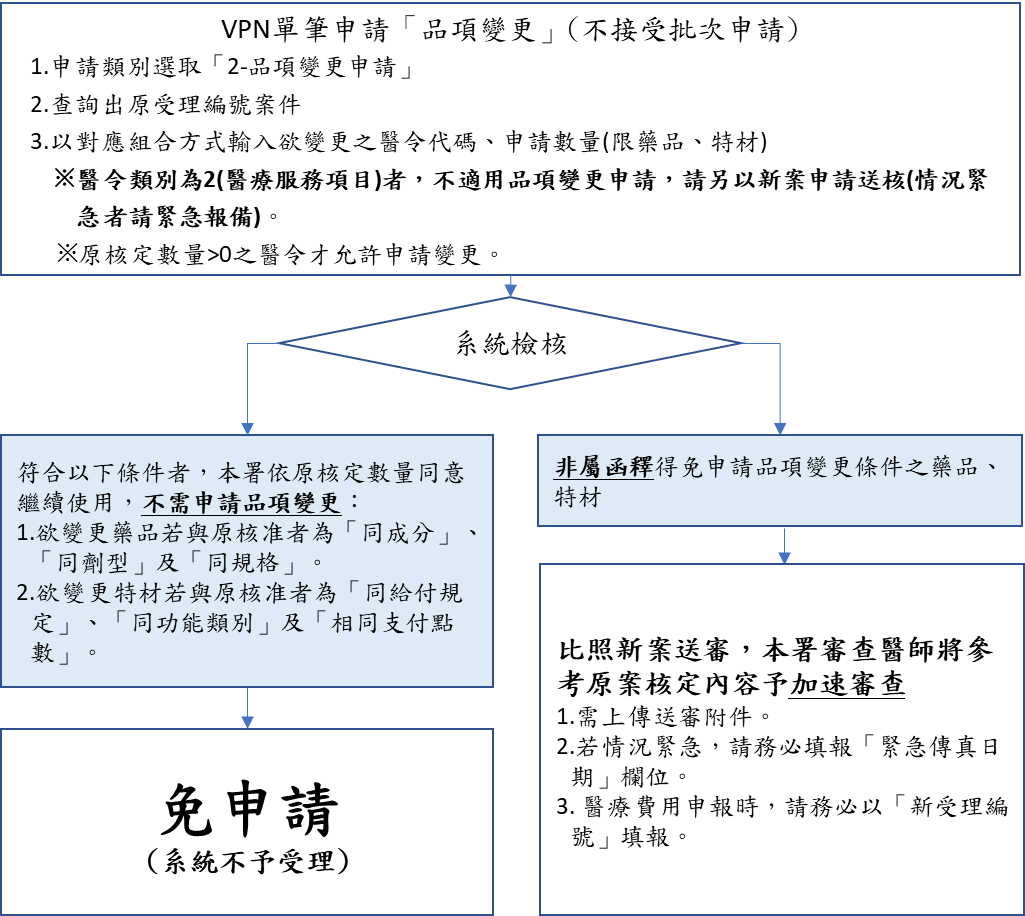 VPN單筆申請「品項變更」（不接受批次申請）
1.申請類別選取「2-品項變更申請」
2.查詢出原受理編號案件
3.以對應組合方式輸入欲變更之醫令代碼、申請數量(限藥品、特材)
※醫令類別為2(醫療服務項目)者，不適用品項變更申請，請另以新案申請送核(情況緊
急者請緊急報備)。
※原核定數量>0之醫令才允許申請變更。
系統檢核
符合以下條件者，本署依原核定數量同意
繼續使用，不需申請品項變更：
1.欲變更藥品若與原核准者為「同成分」、
「同劑型」及「同規格」。
2.欲變更特材若與原核准者為「同給付規
定」、「同功能類別」及「相同支付點
數」。
免申請
（系統不予受理）
非屬函釋得免申請品項變更條件之藥品、
特材
比照新案送審，本署審查醫師將參
考原案核定內容予加速審查
1.需上傳送審附件。
2.若情況緊急，請務必填報「緊急傳真日
期」欄位。
3. 醫療費用申報時，請務必以「新受理編
號」填報。